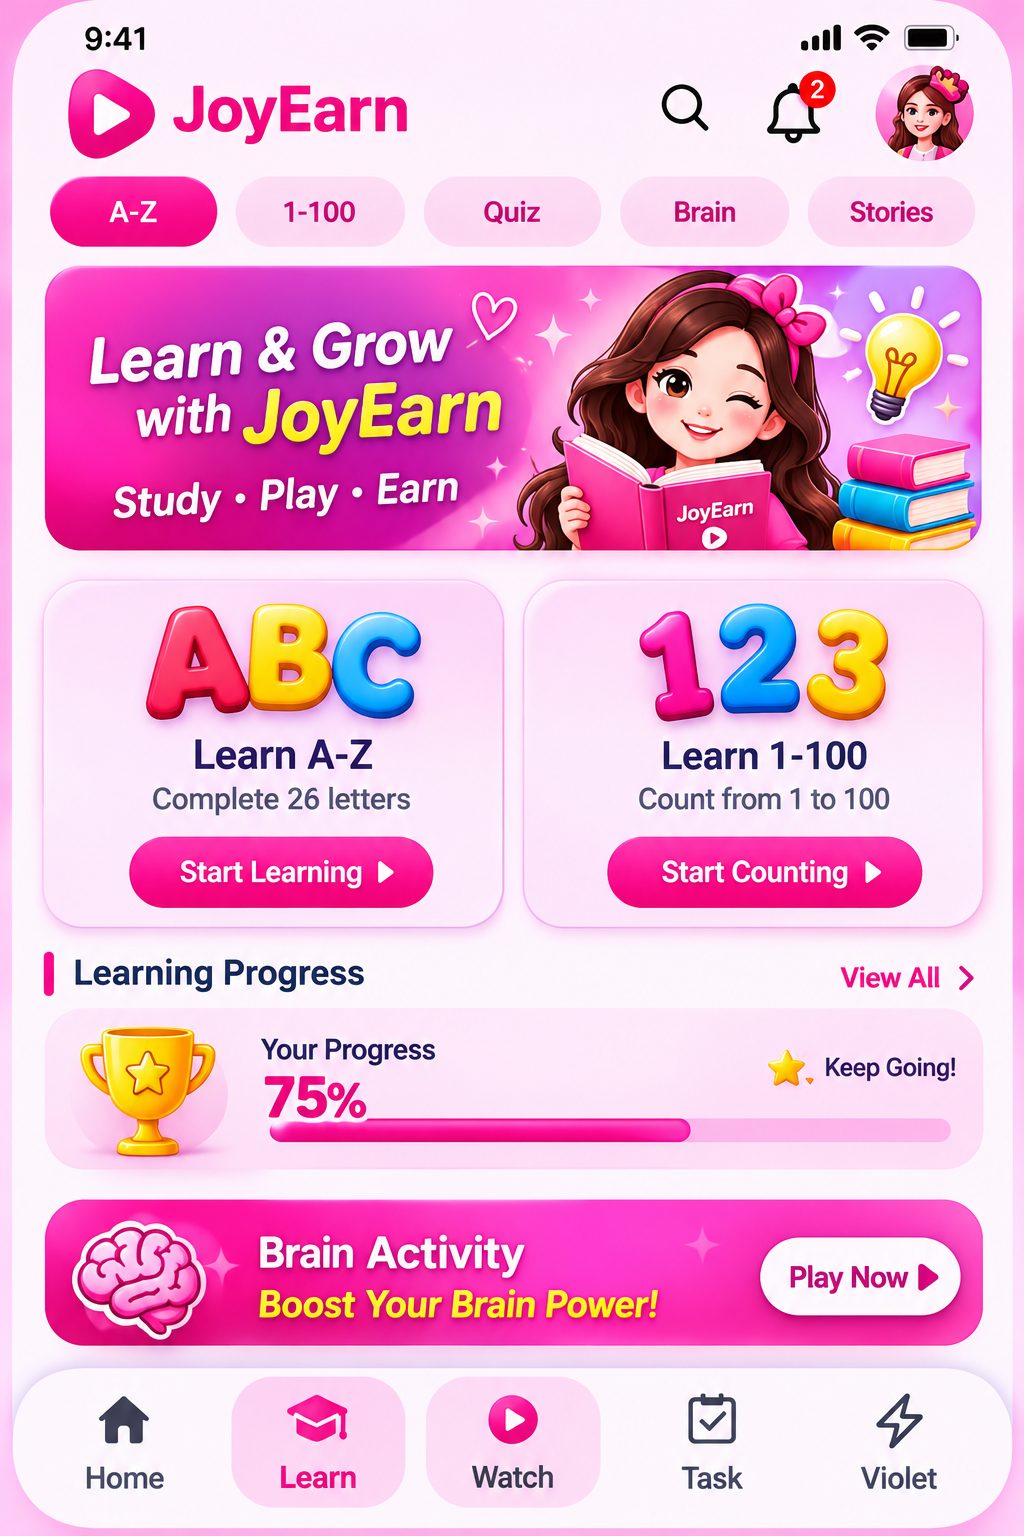 9:41
JoyEarn
2
A-Z
1-100
Quiz
Brain
Stories
Learn & Grow
with JoyEarn
Study • Play • Earn
JoyEarn
ABC
123
Learn A-Z
Complete 26 letters
Start Learning
Learn 1-100
Count from 1 to 100
Start Counting
Learning Progress
View All
Your Progress
75%
Keep Going!
Brain Activity
Boost Your Brain Power!
Play Now
Home
Learn
Watch
Task
Violet